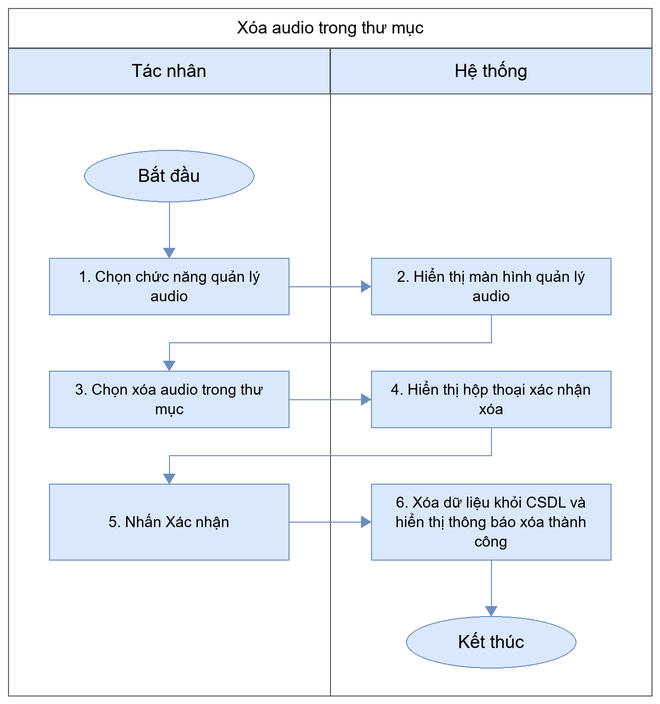 Xóa audio trong thư mục
Tác nhân
Hệ thống
Bắt đầu
1. Chọn chức năng quản lý
audio
2. Hiển thị màn hình quản lý
audio
3. Chọn xóa audio trong thư
mục
4. Hiển thị hộp thoại xác nhận
xóa
5. Nhấn Xác nhận
6. Xóa dữ liệu khỏi CSDL và
hiển thị thông báo xóa thành
công
Kết thúc